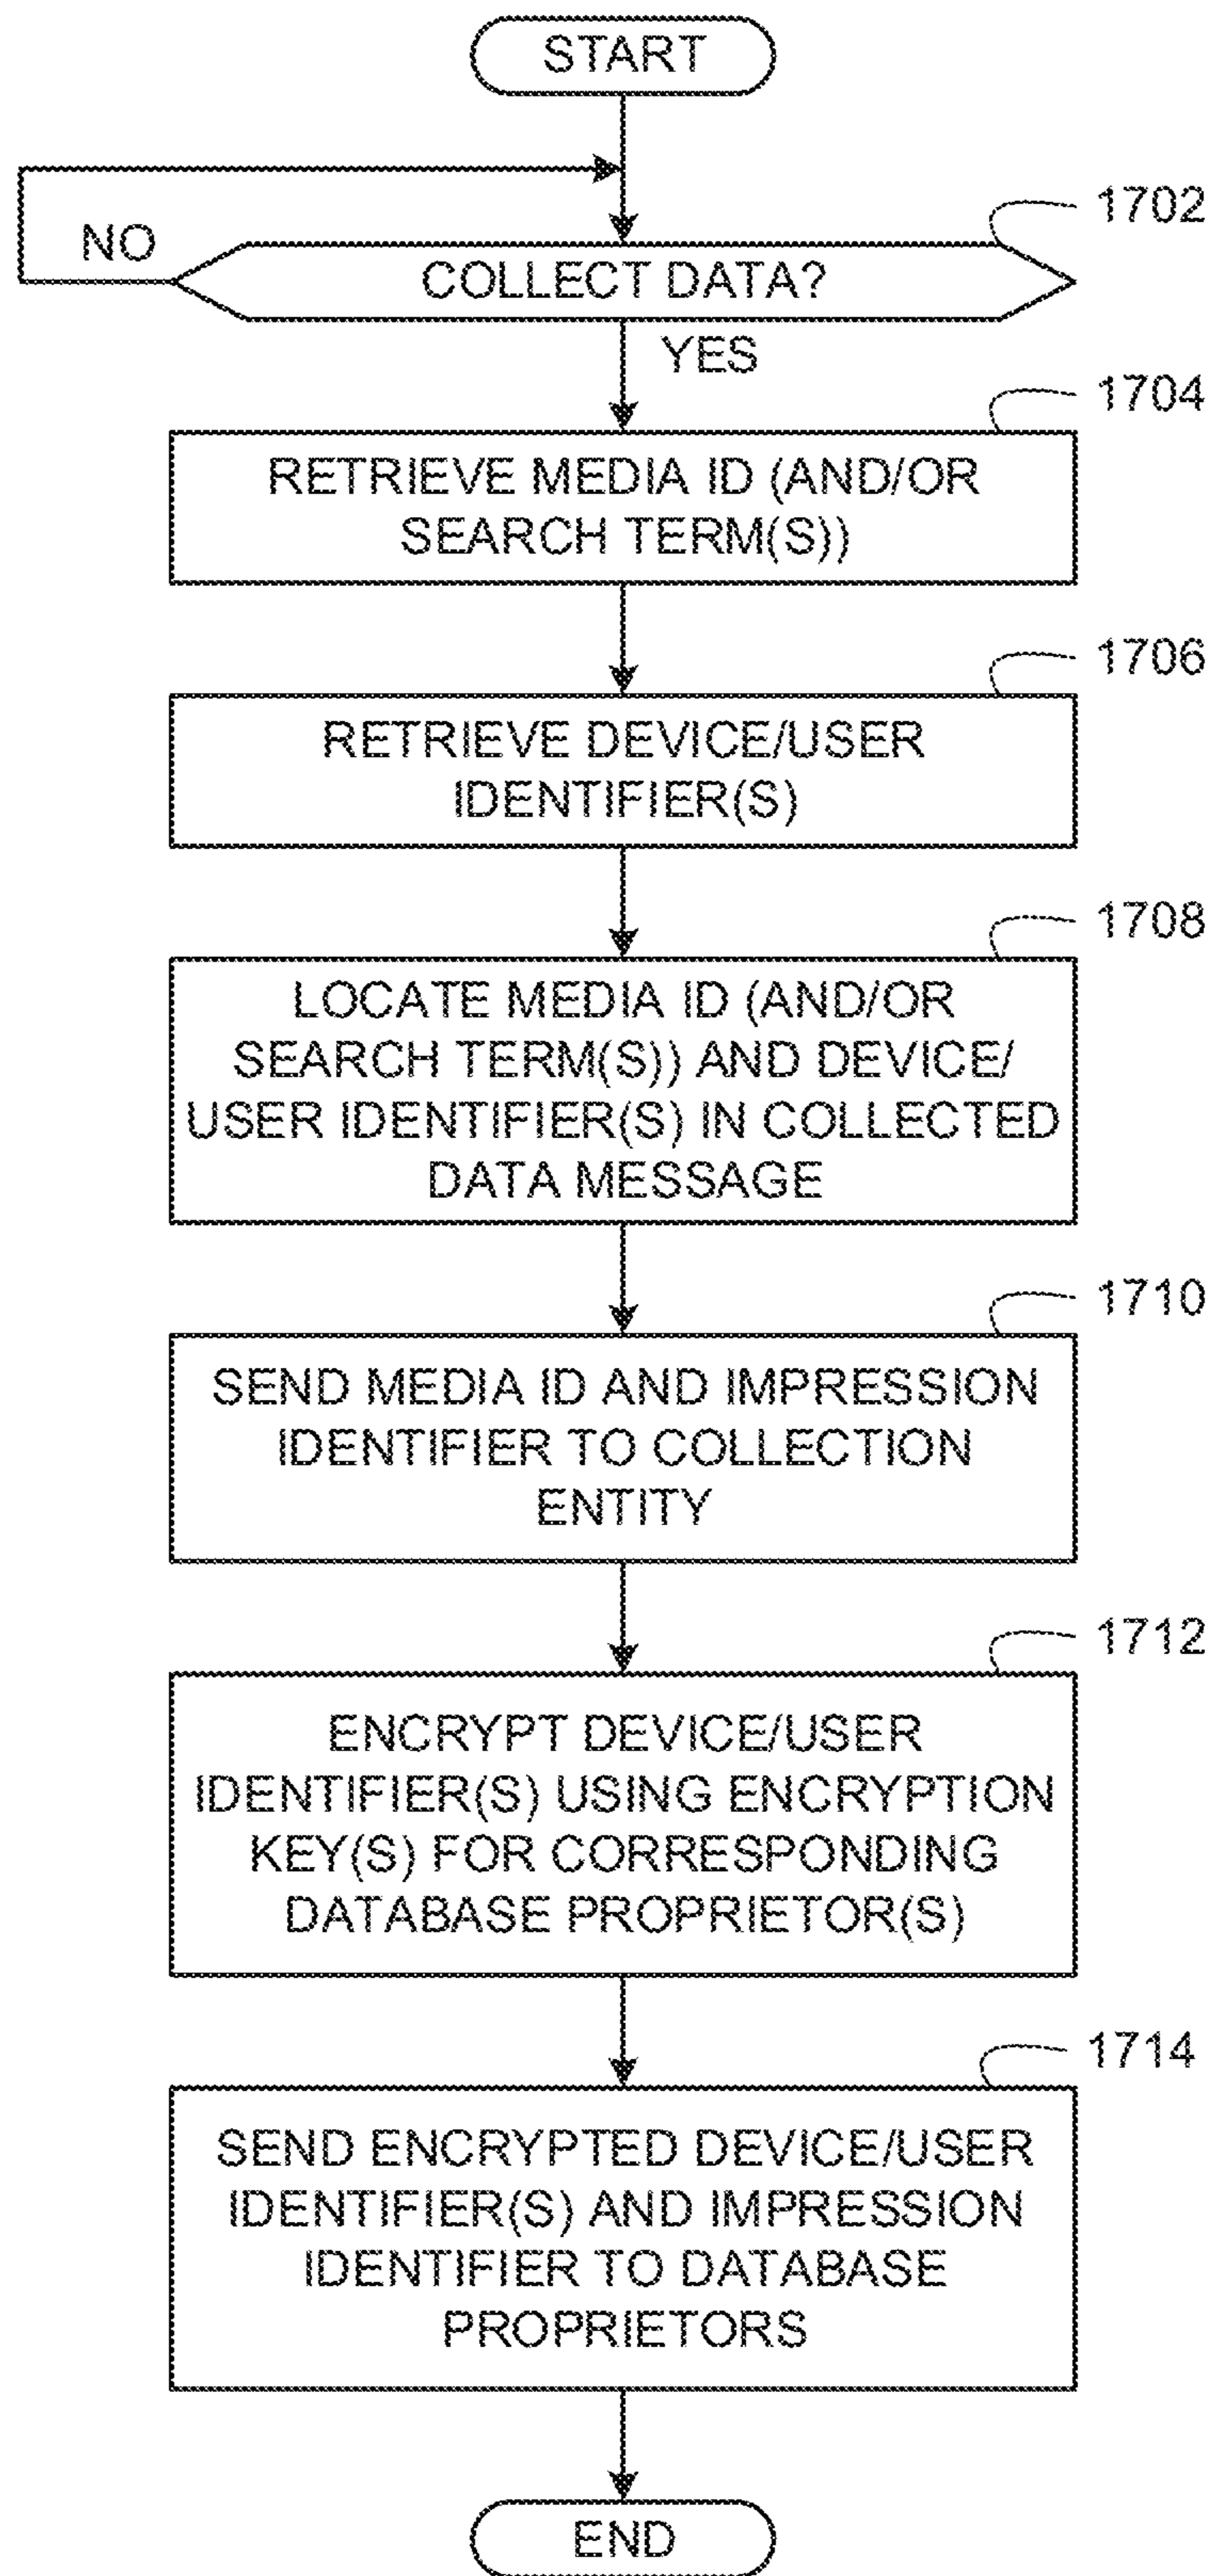 START
NO
1702
COLLECT DATA?
YES
1704
RETRIEVE MEDIA ID (AND/OR
SEARCH TERM(S))
1706
RETRIEVE DEVICE/USER
IDENTIFIER(S)
1708
LOCATE MEDIA ID (AND/OR
SEARCH TERM(S)) AND DEVICE/
USER IDENTIFIER(S) IN COLLECTED
DATA MESSAGE
1710
SEND MEDIA ID AND IMPRESSION
IDENTIFIER TO COLLECTION
ENTITY
1712
ENCRYPT DEVICE/USER
IDENTIFIER(S) USING ENCRYPTION
KEY(S) FOR CORRESPONDING
DATABASE PROPRIETOR(S)
1714
SEND ENCRYPTED DEVICE/USER
IDENTIFIER(S) AND IMPRESSION
IDENTIFIER TO DATABASE
PROPRIETORS
END